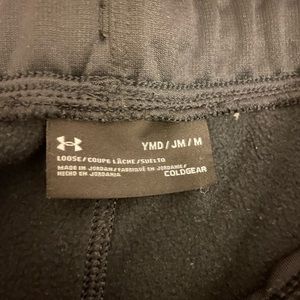 YMD / JM / M
LOOSE / COUPE LÂCHE / SUELTO
MADE IN JORDAN / FABRIQUÉ EN JORDANIE /
HECHO EN JORDANIA
COLDGEAR